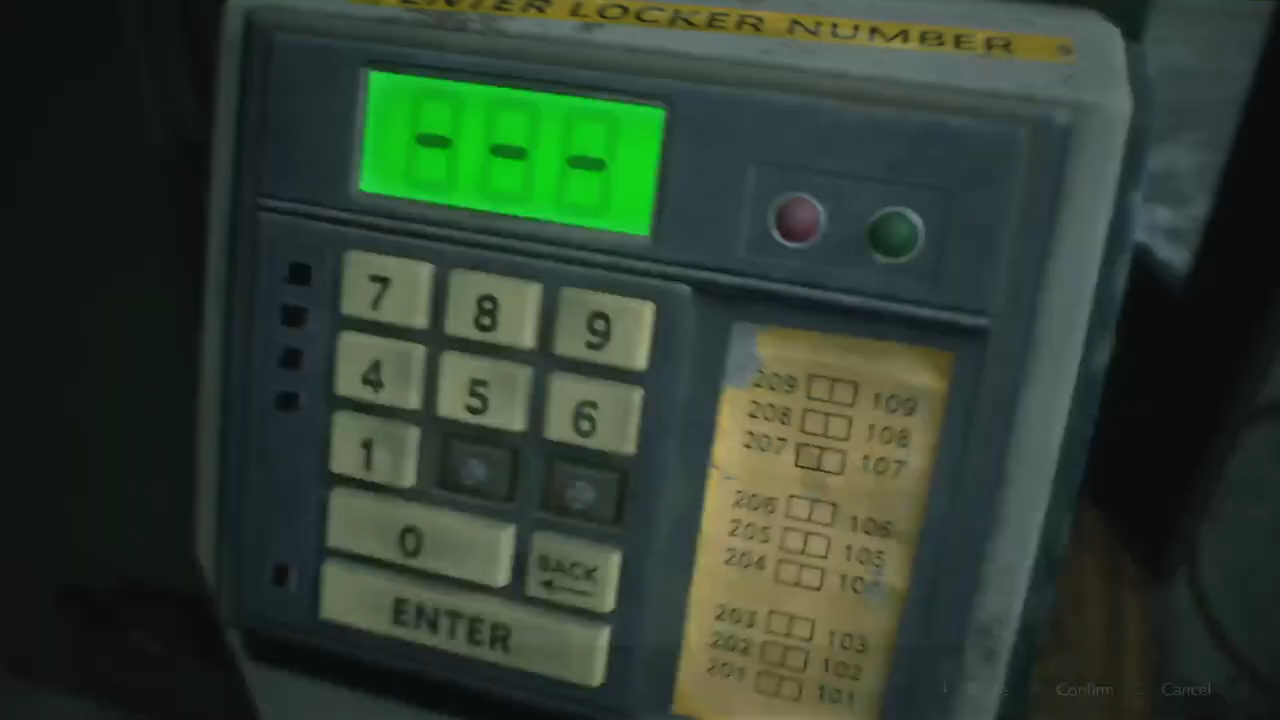 ENTER LOCKER NUMBER
---
7 8 9
4 5 6
1
0 BACK
ENTER
209 109
208 108
207 107
206 106
205 105
204
203 103
202 102
201 101
Confirm Cancel